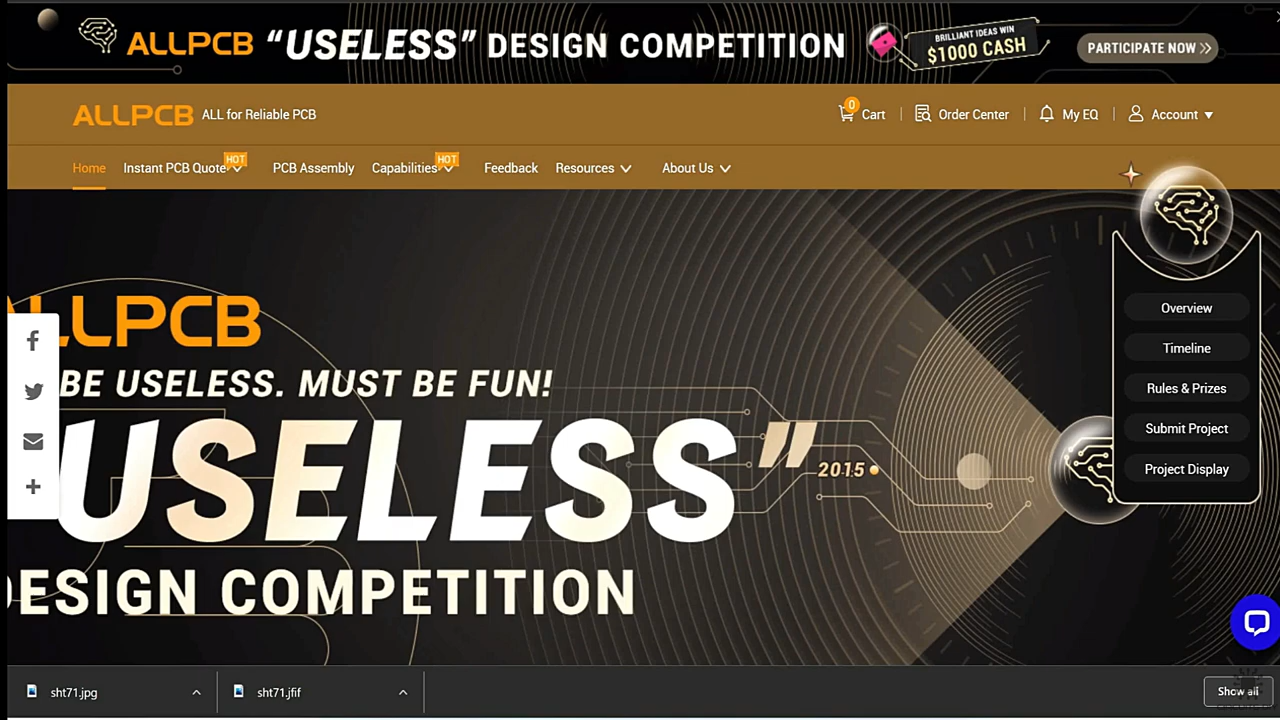 ALLPCB “USELESS” DESIGN COMPETITION
BRILLIANT IDEAS WIN
$1000 CASH
PARTICIPATE NOW
ALLPCB ALL for Reliable PCB
0
Cart
Order Center
My EQ
Account
Home
Instant PCB Quote
HOT
PCB Assembly
Capabilities
HOT
Feedback
Resources
About Us
ALLPCB
BE USELESS. MUST BE FUN!
USELESS”
2015
DESIGN COMPETITION
Overview
Timeline
Rules & Prizes
Submit Project
Project Display
sht71.jpg
sht71.jfif
Show all